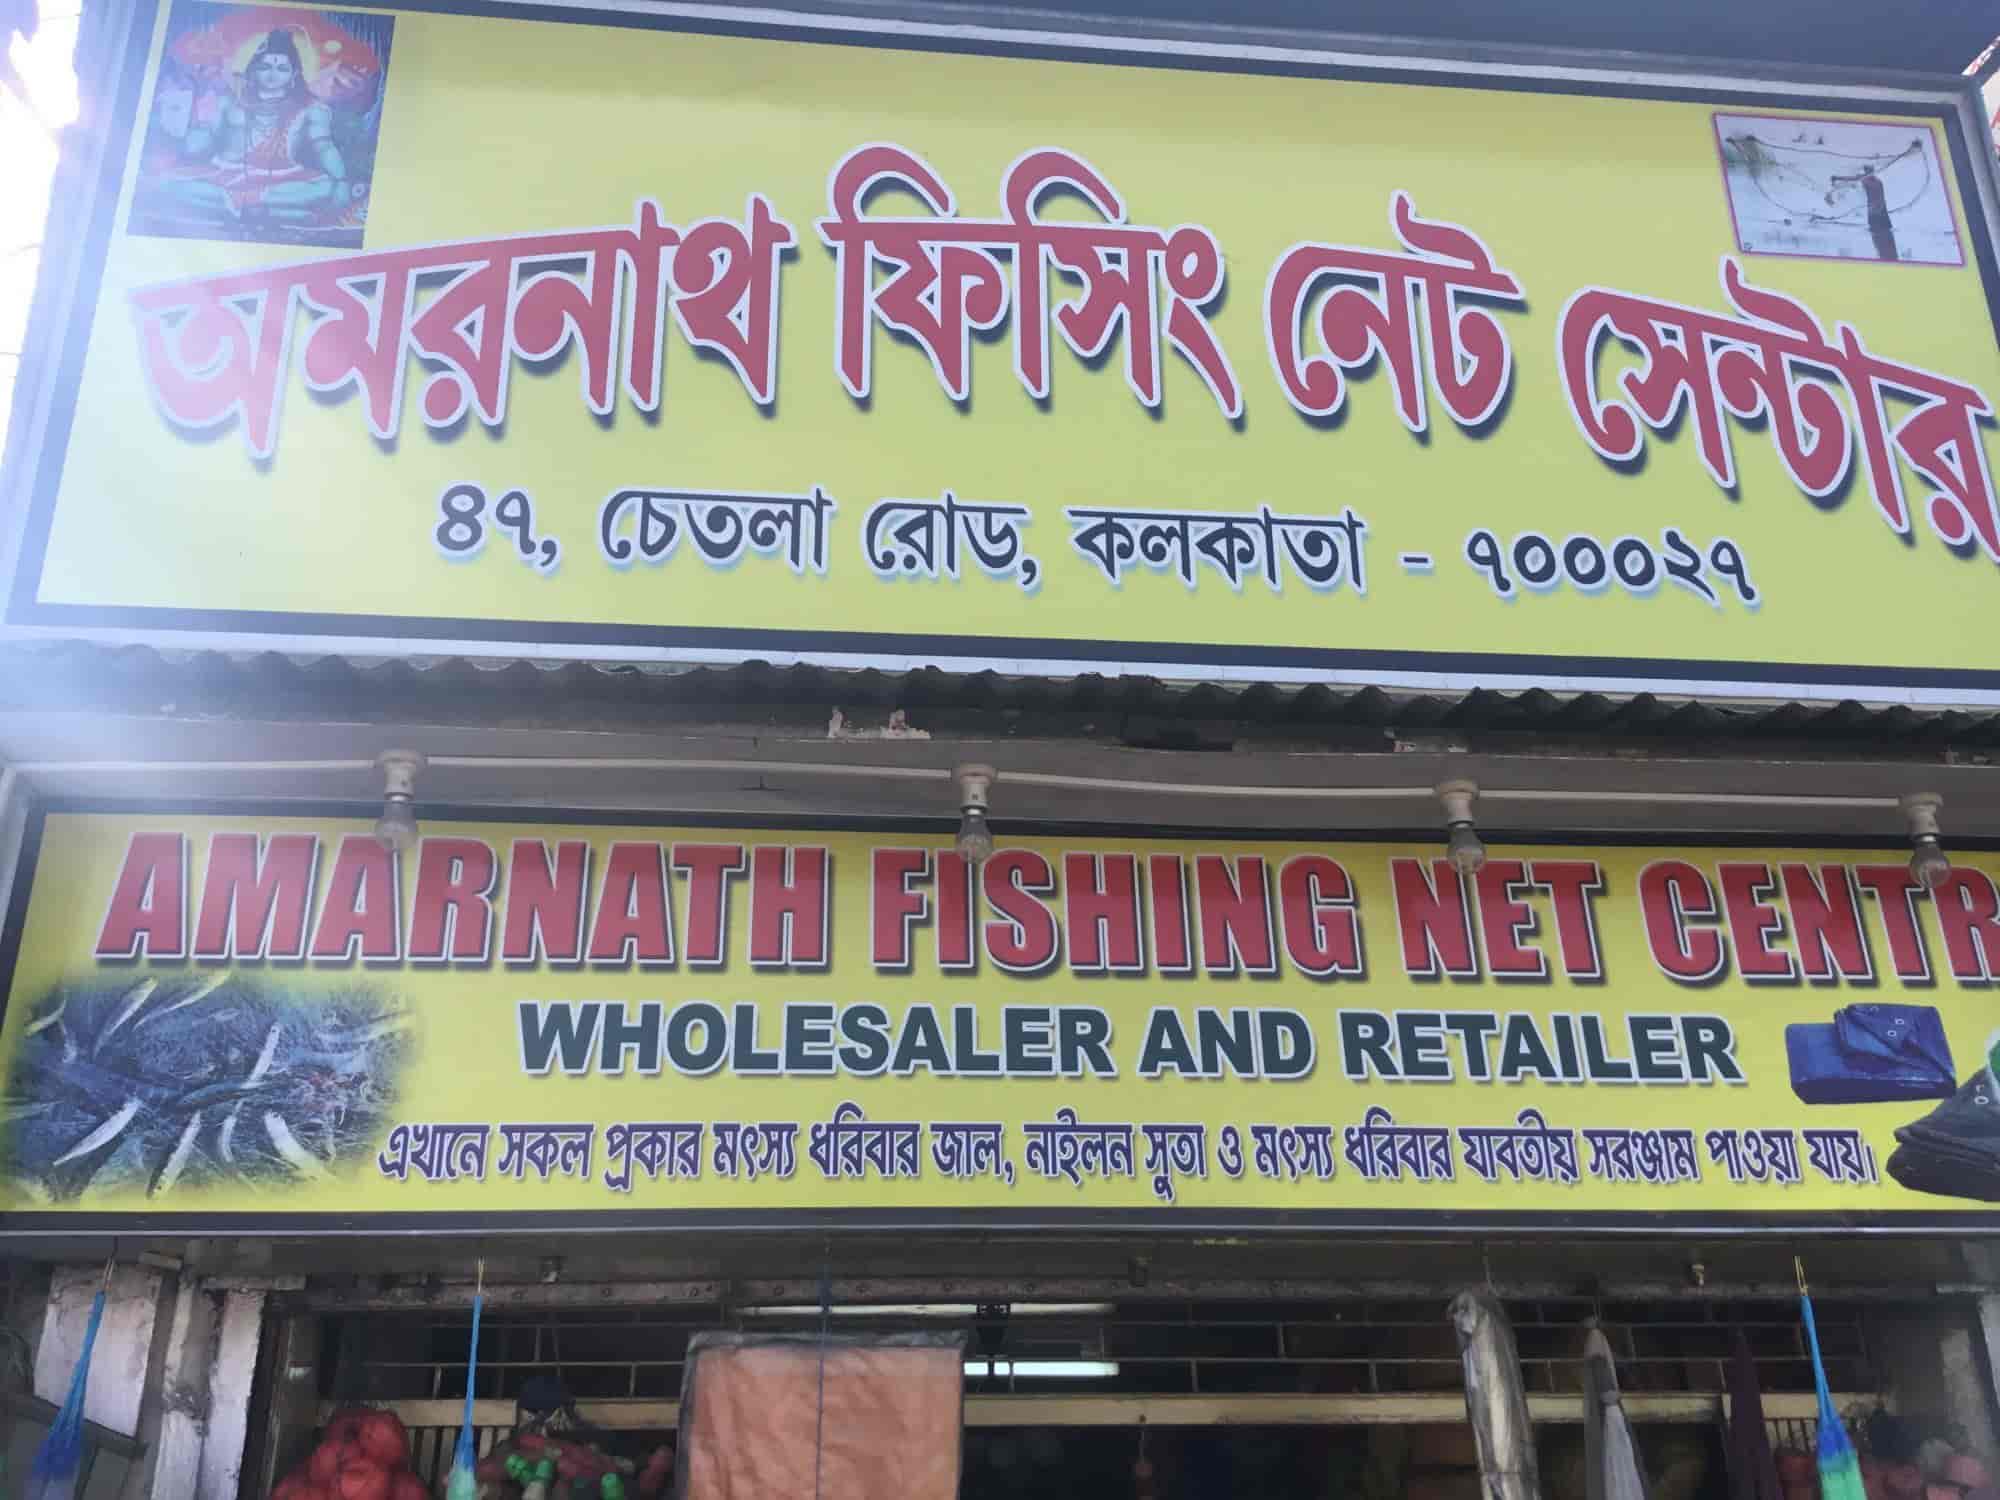 অমরনাথ ফিসিং নেট সেন্টার
৪৭, চেতলা রোড, কলকাতা - ৭০০০২৭
AMARNATH FISHING NET CENTR
WHOLESALER AND RETAILER
এখানে সকল প্রকার মৎস্য ধরিবার জাল, নাইলন সুতা ও মৎস্য ধরিবার যাবতীয় সরঞ্জাম পাওয়া যায়।